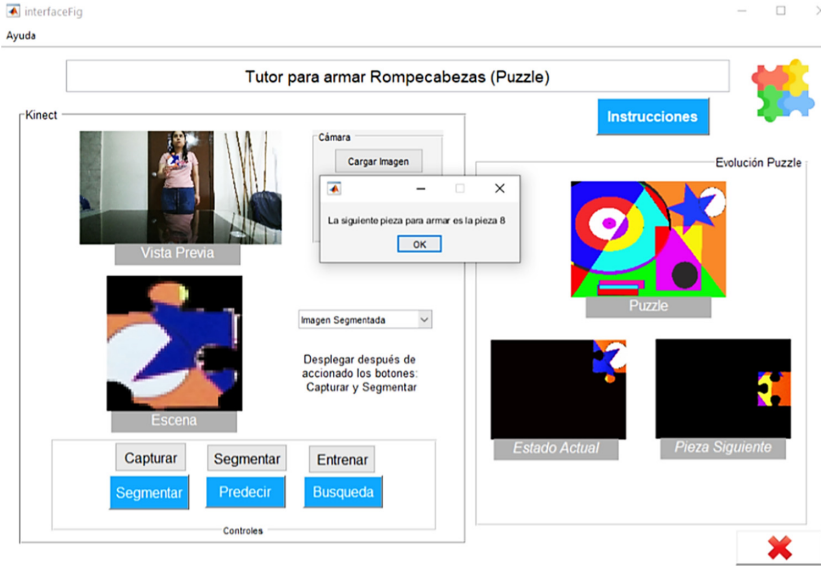 interfaceFig
Ayuda
Tutor para armar Rompecabezas (Puzzle)
Instrucciones
Kinect
Cámara
Cargar Imagen
La siguiente pieza para armar es la pieza 8
OK
Vista Previa
Imagen Segmentada
Desplegar después de
accionado los botones:
Capturar y Segmentar
Escena
Capturar
Segmentar
Entrenar
Segmentar
Predecir
Busqueda
Controles
Evolución Puzzle
Puzzle
Estado Actual
Pieza Siguiente